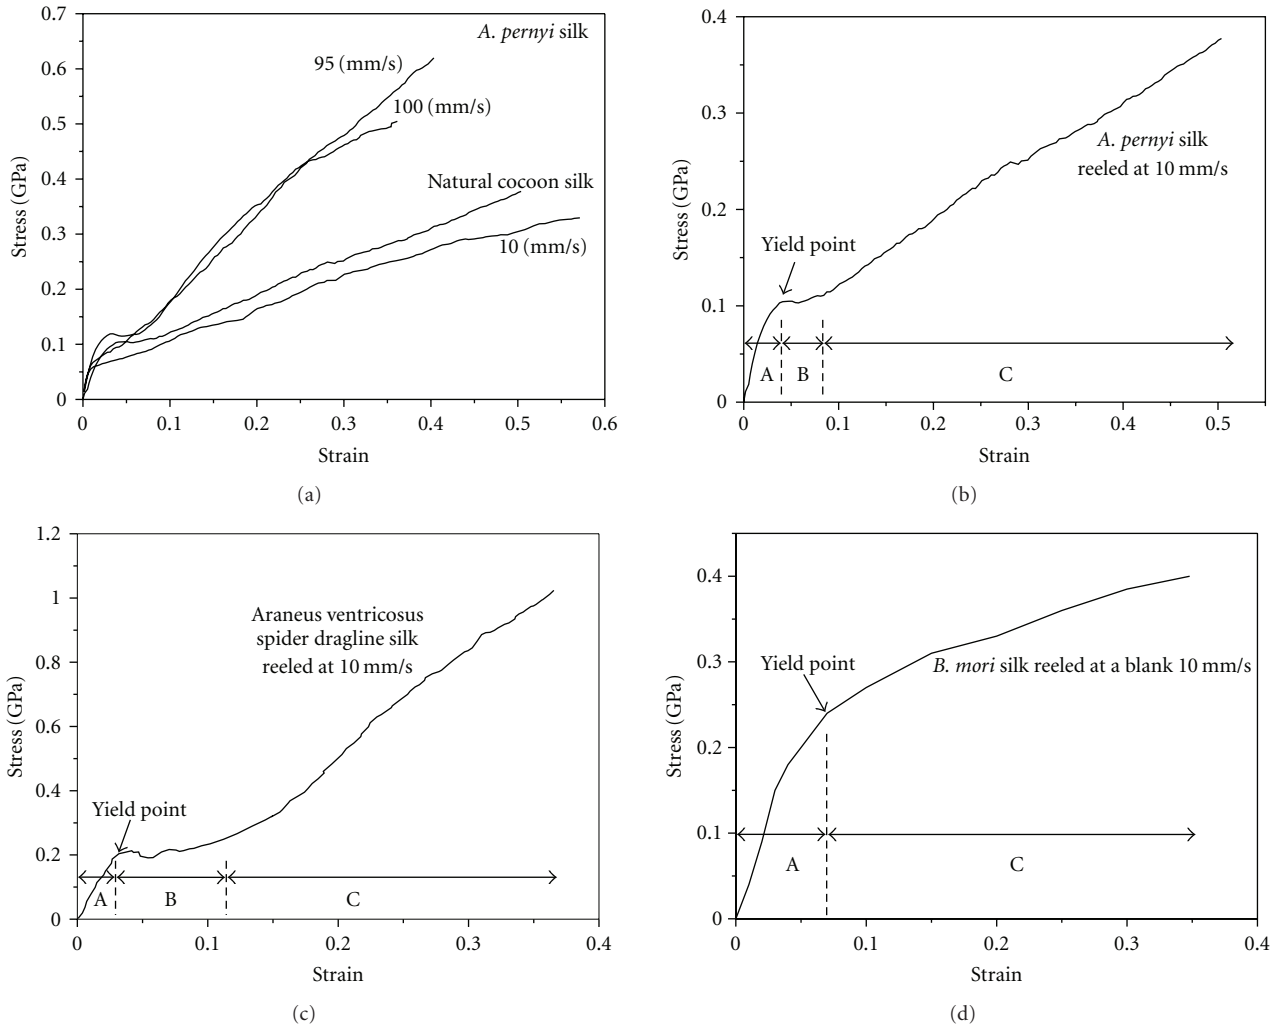 0.7
0.6
0.5
0.4
0.3
0.2
0.1
0
Stress (GPa)
A. pernyi silk
95 (mm/s)
100 (mm/s)
Natural cocoon silk
10 (mm/s)
0 0.1 0.2 0.3 0.4 0.5 0.6
Strain
(a)
0.4
0.3
0.2
0.1
0
Stress (GPa)
A. pernyi silk
reeled at 10 mm/s
Yield point
A B C
0 0.1 0.2 0.3 0.4 0.5
Strain
(b)
1.2
1
0.8
0.6
0.4
0.2
0
Stress (GPa)
Araneus ventricosus
spider dragline silk
reeled at 10 mm/s
Yield point
A B C
0 0.1 0.2 0.3 0.4
Strain
(c)
0.4
0.3
0.2
0.1
0
Stress (GPa)
Yield point
B. mori silk reeled at a blank 10 mm/s
A C
0 0.1 0.2 0.3 0.4
Strain
(d)